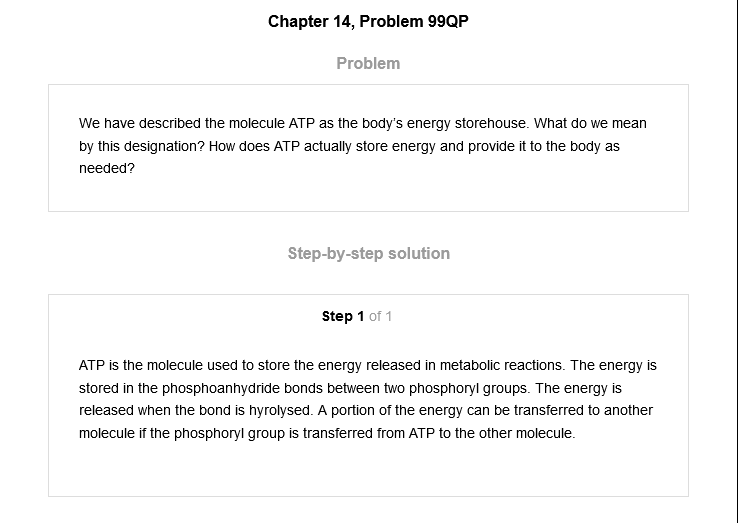 Chapter 14, Problem 99QP
Problem
We have described the molecule ATP as the body's energy storehouse. What do we mean
by this designation? How does ATP actually store energy and provide it to the body as
needed?
Step-by-step solution
Step 1 of 1
ATP is the molecule used to store the energy released in metabolic reactions. The energy is
stored in the phosphoanhydride bonds between two phosphoryl groups. The energy is
released when the bond is hyrolysed. A portion of the energy can be transferred to another
molecule if the phosphoryl group is transferred from ATP to the other molecule.